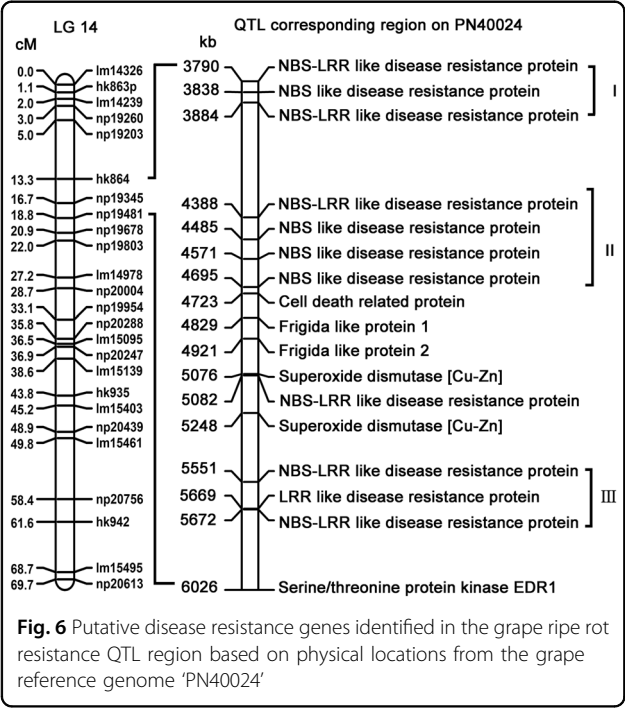 LG 14
QTL corresponding region on PN40024
cM
kb
0.0 lm14326
1.1 hk863p
2.0 lm14239
3.0 np19260
5.0 np19203
13.3 hk864
16.7 np19345
18.8 np19481
20.9 np19678
22.0 np19803
27.2 lm14978
28.7 np20004
33.1 np19954
35.8 np20288
36.5 lm15095
36.9 np20247
38.6 lm15139
43.8 hk935
45.2 lm15403
48.9 np20439
49.8 lm15461
58.4 np20756
61.6 hk942
68.7 lm15495
69.7 np20613
3790 NBS-LRR like disease resistance protein
3838 NBS like disease resistance protein
3884 NBS-LRR like disease resistance protein
I
4388 NBS-LRR like disease resistance protein
4485 NBS like disease resistance protein
4571 NBS like disease resistance protein
4695 NBS like disease resistance protein
II
4723 Cell death related protein
4829 Frigida like protein 1
4921 Frigida like protein 2
5076 Superoxide dismutase [Cu-Zn]
5082 NBS-LRR like disease resistance protein
5248 Superoxide dismutase [Cu-Zn]
5551 NBS-LRR like disease resistance protein
5669 LRR like disease resistance protein
5672 NBS-LRR like disease resistance protein
III
6026 Serine/threonine protein kinase EDR1
Fig. 6 Putative disease resistance genes identified in the grape ripe rot
resistance QTL region based on physical locations from the grape
reference genome ‘PN40024’